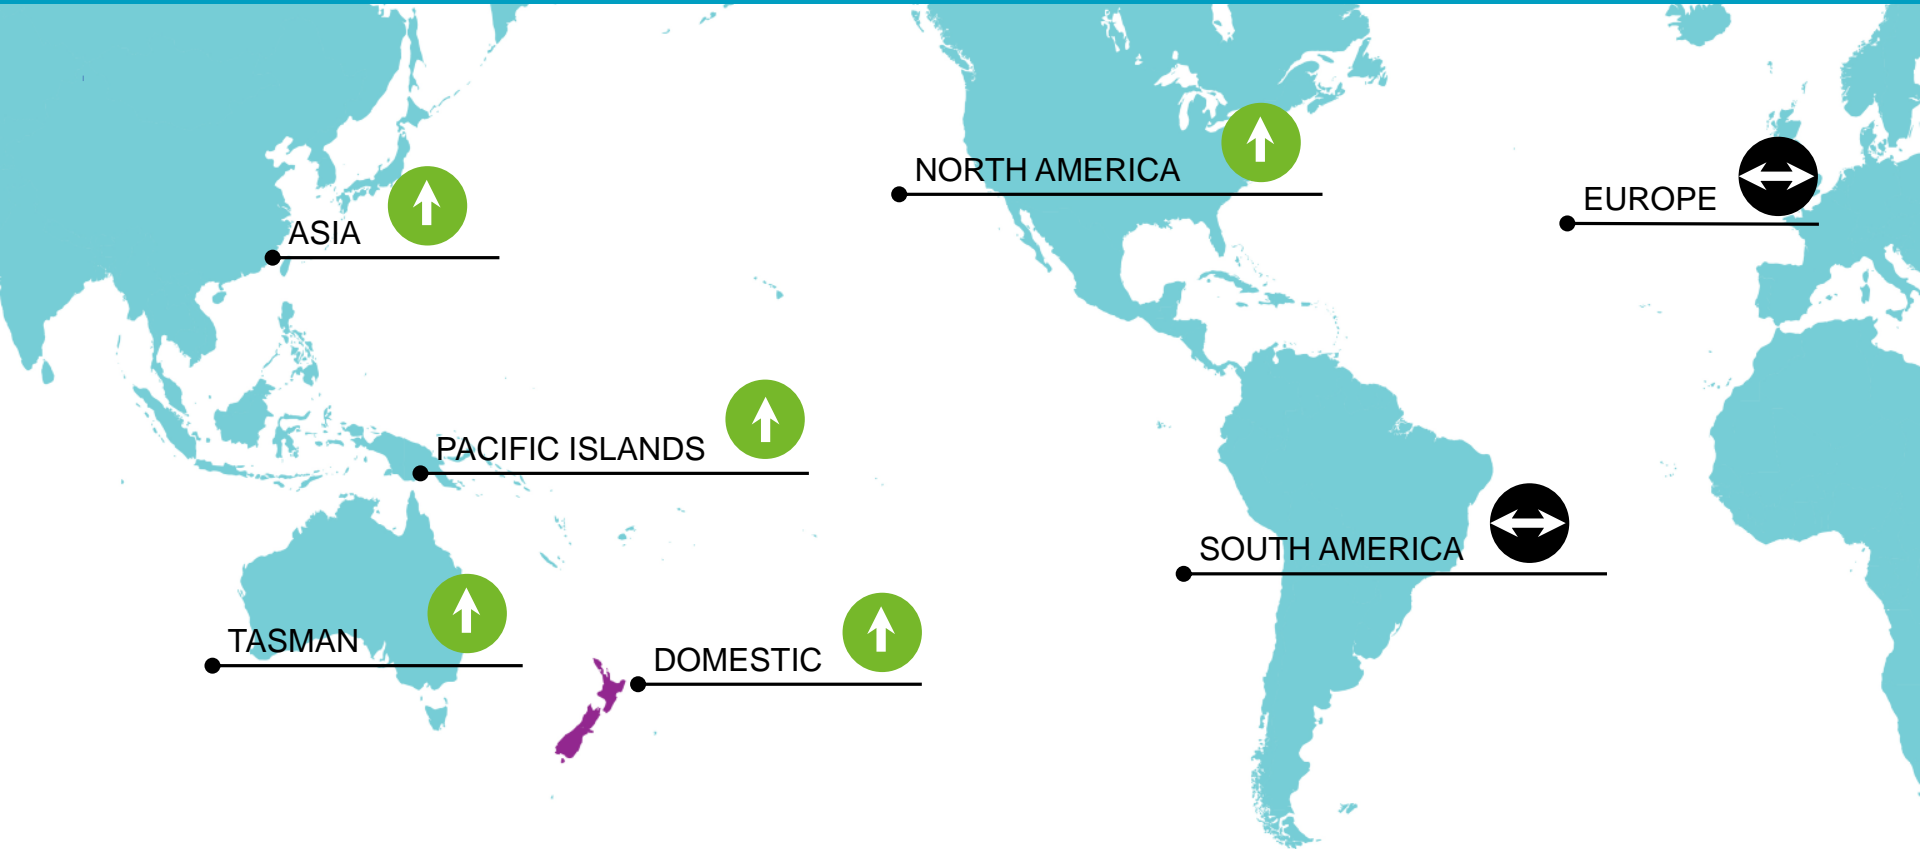 NORTH AMERICA
EUROPE
ASIA
PACIFIC ISLANDS
SOUTH AMERICA
TASMAN
DOMESTIC